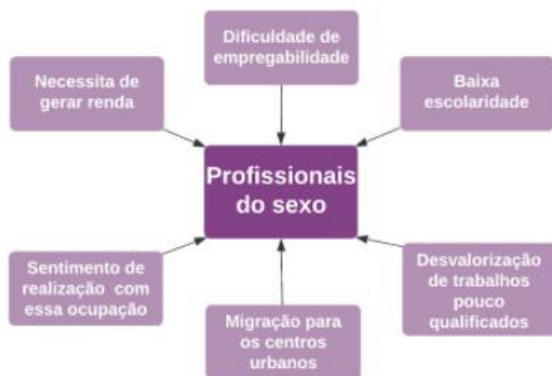 Dificuldade de
empregabilidade
Necessita de
gerar renda
Baixa
escolaridade
Profissionais
do sexo
Sentimento de
realização com
essa ocupação
Migração para
os centros
urbanos
Desvalorização
de trabalhos
pouco
qualificados